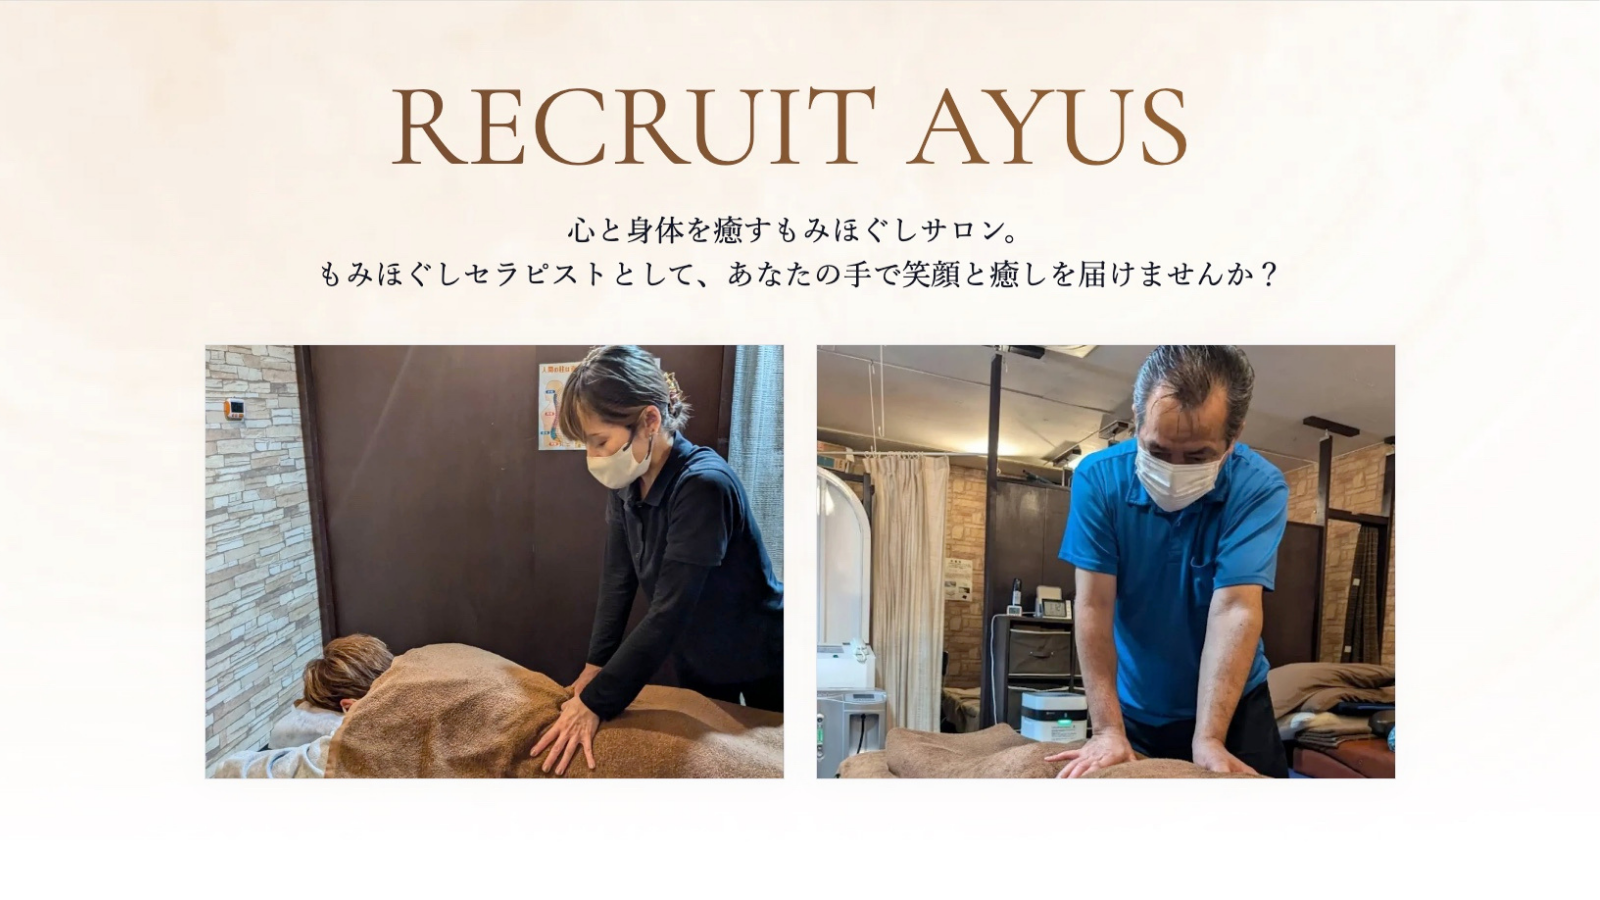 RECRUIT AYUS
心と身体を癒すもみほぐしサロン。
もみほぐしセラピストとして、あなたの手で笑顔と癒しを届けませんか？